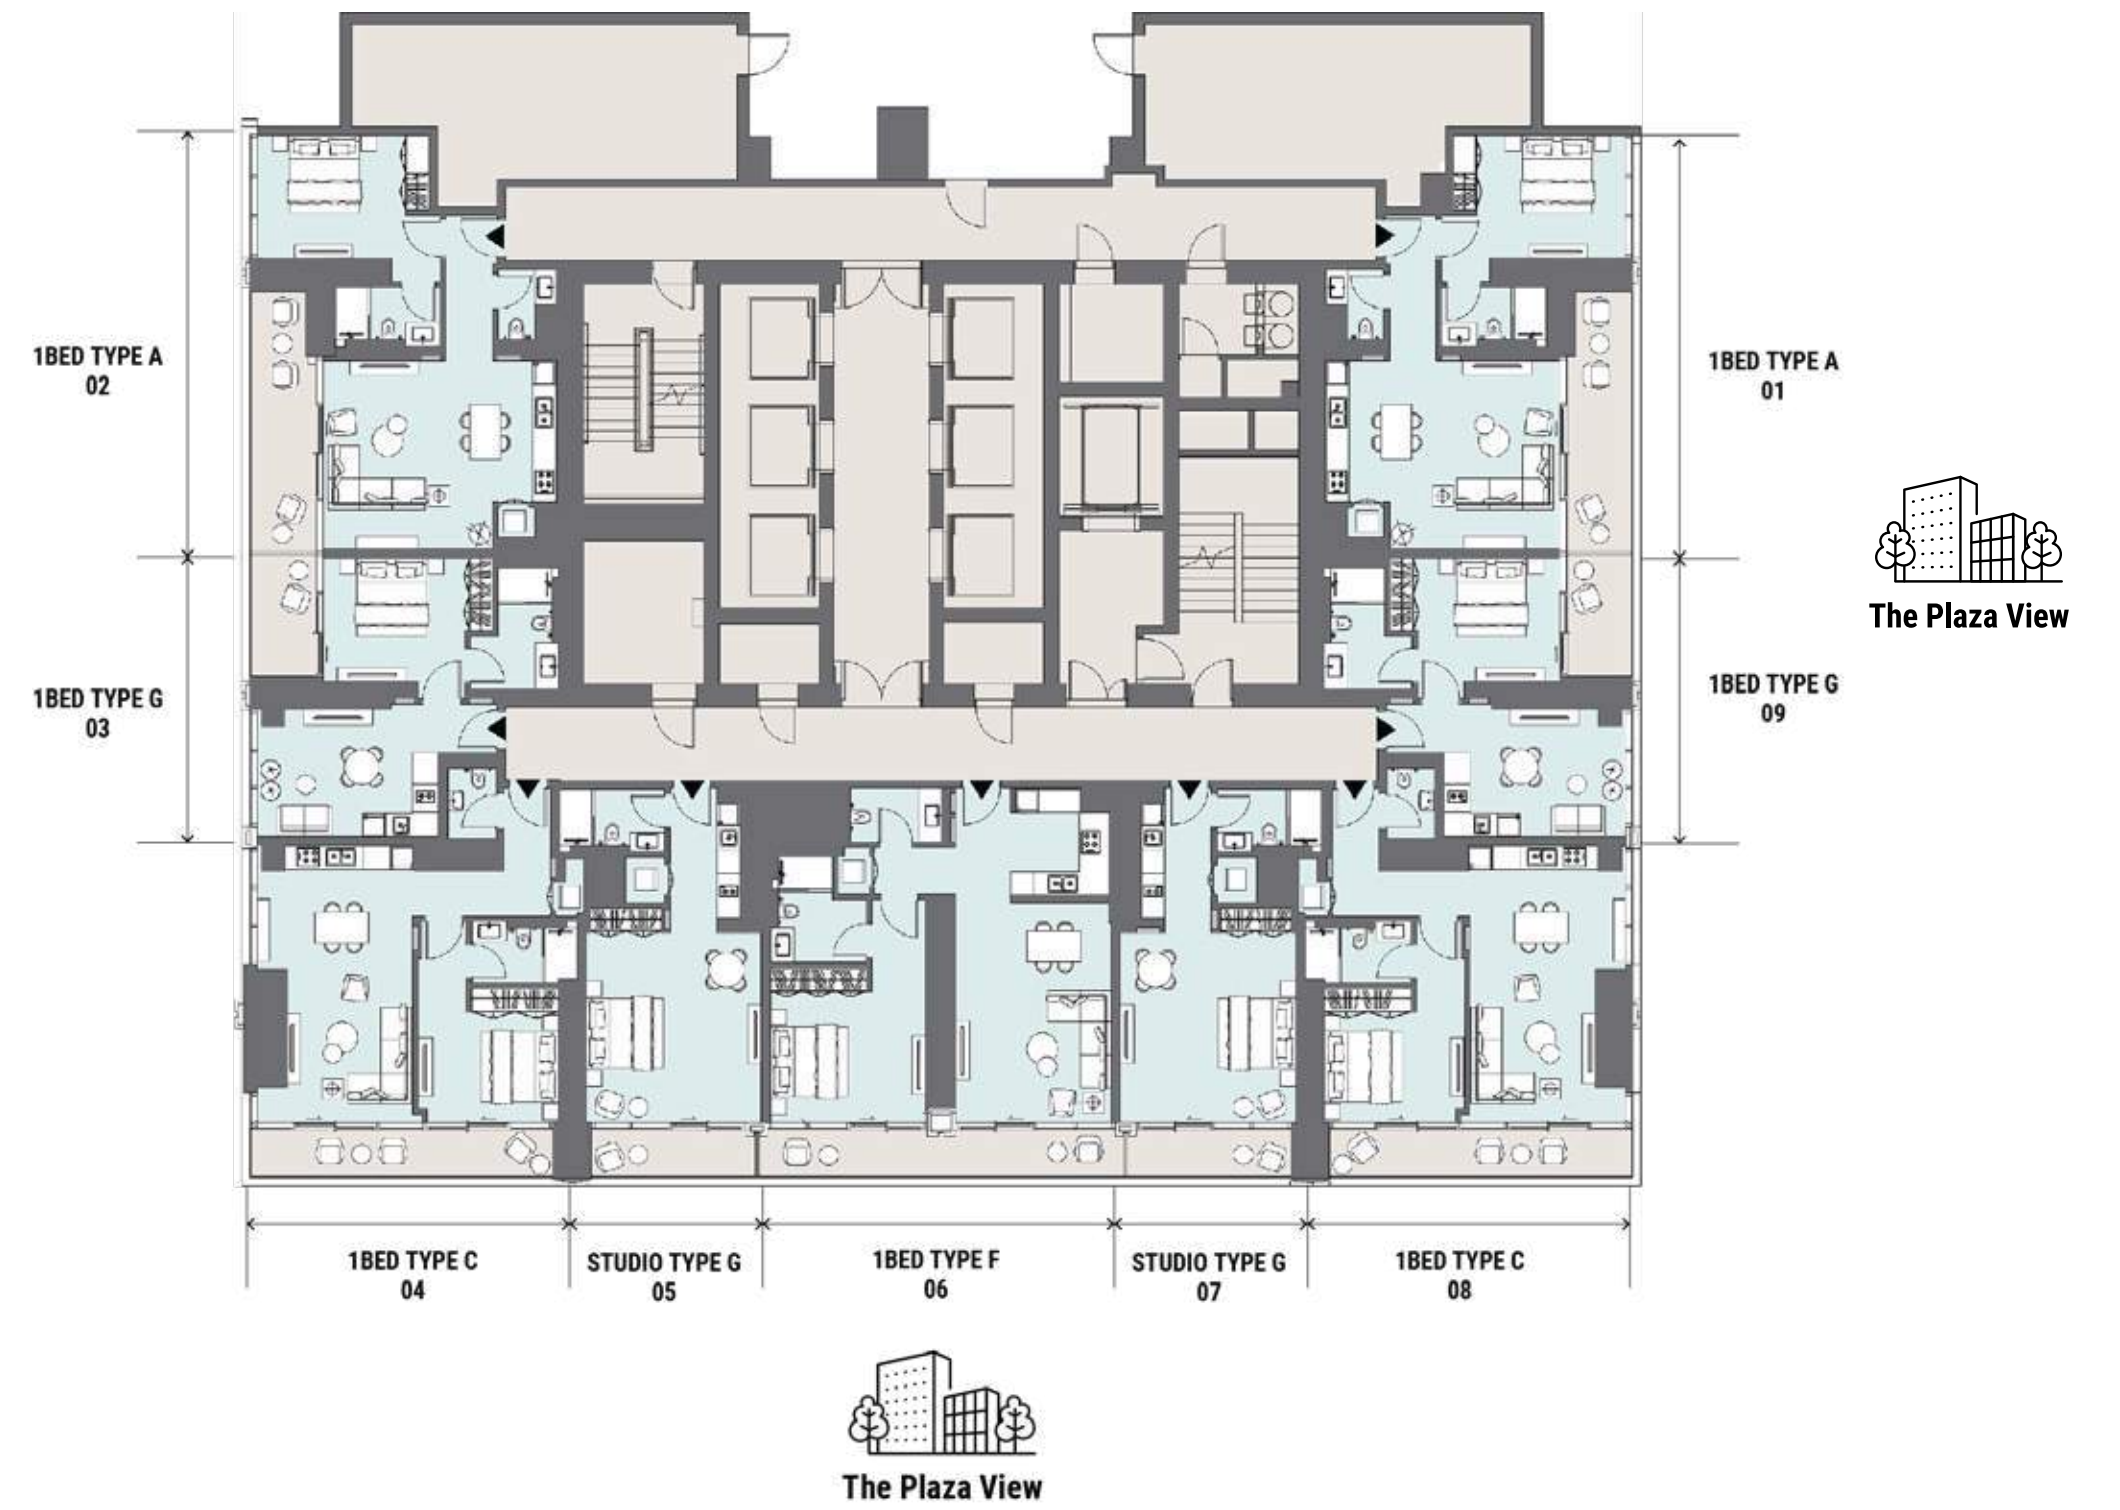 1BED TYPE A
02
1BED TYPE A
01
The Plaza View
1BED TYPE G
03
1BED TYPE G
09
1BED TYPE C
04
STUDIO TYPE G
05
1BED TYPE F
06
STUDIO TYPE G
07
1BED TYPE C
08
The Plaza View